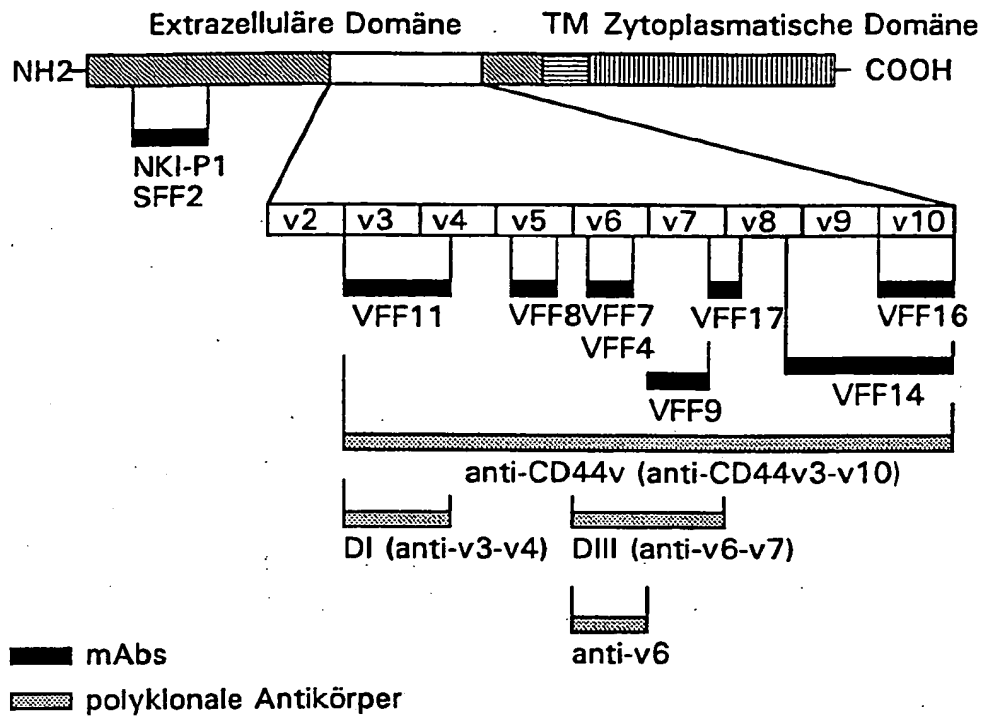 Extrazelluläre Domäne TM Zytoplasmatische Domäne
NH2 COOH
NKI-P1
SFF2
v2 v3 v4 v5 v6 v7 v8 v9 v10
VFF11 VFF8 VFF7 VFF17 VFF16
VFF4
VFF9 VFF14
anti-CD44v (anti-CD44v3-v10)
DI (anti-v3-v4) DIII (anti-v6-v7)
anti-v6
mAbs
polyklonale Antikörper